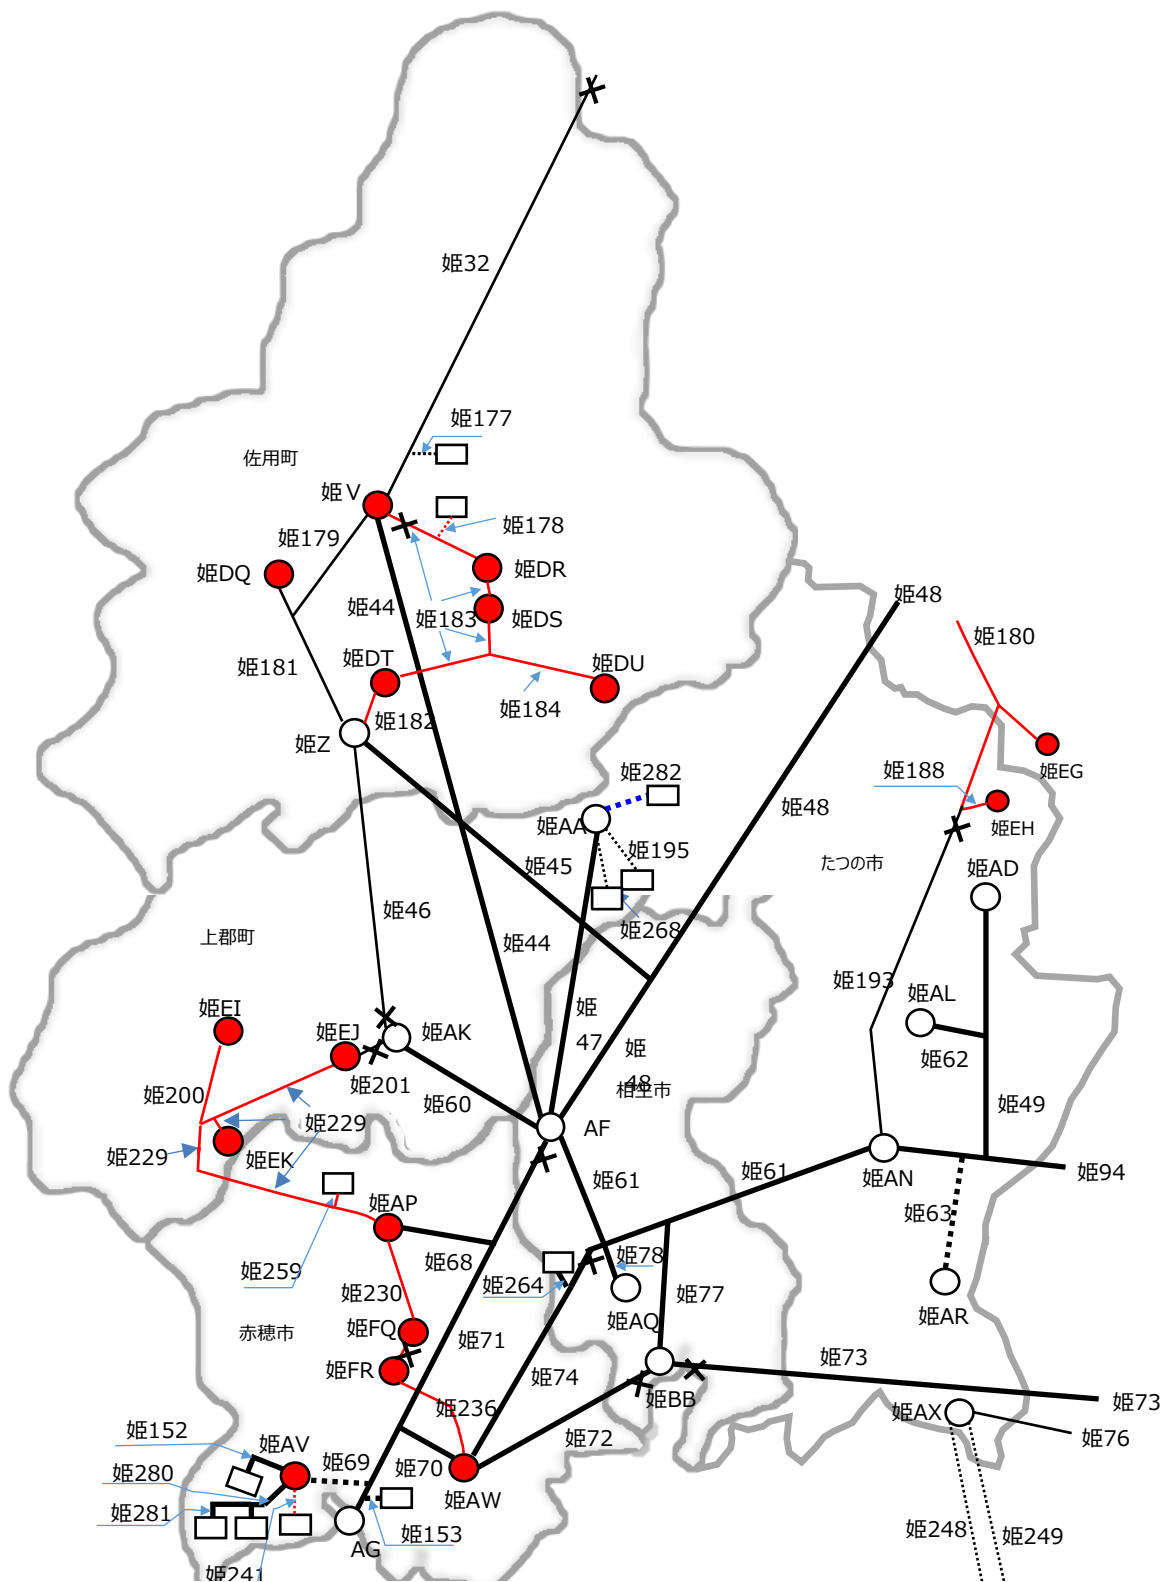 姫32
姫177
佐用町
姫V
姫178
姫179
姫DQ
姫DR
姫48
姫44
姫183
姫DS
姫180
姫DT
姫DU
姫181
姫184
姫182
姫Z
姫282
姫188
姫EG
姫48
姫AA
姫EH
姫195
姫45
たつの市
姫AD
姫46
姫268
上郡町
姫44
姫193
姫AL
姫EI
姫
47
姫EJ
姫AK
姫
48
姫62
姫201
相生市
姫200
姫60
姫49
姫229
AF
姫229
姫EK
姫61
姫61
姫AN
姫94
姫AP
姫63
姫68
姫78
姫259
姫264
姫230
姫77
姫AR
姫AQ
赤穂市
姫FQ
姫71
姫73
姫FR
姫74
姫BB
姫73
姫236
姫AX
姫152
姫AV
姫72
姫76
姫69
姫280
姫70
姫AW
姫281
姫153
姫248
姫249
AG
姫241